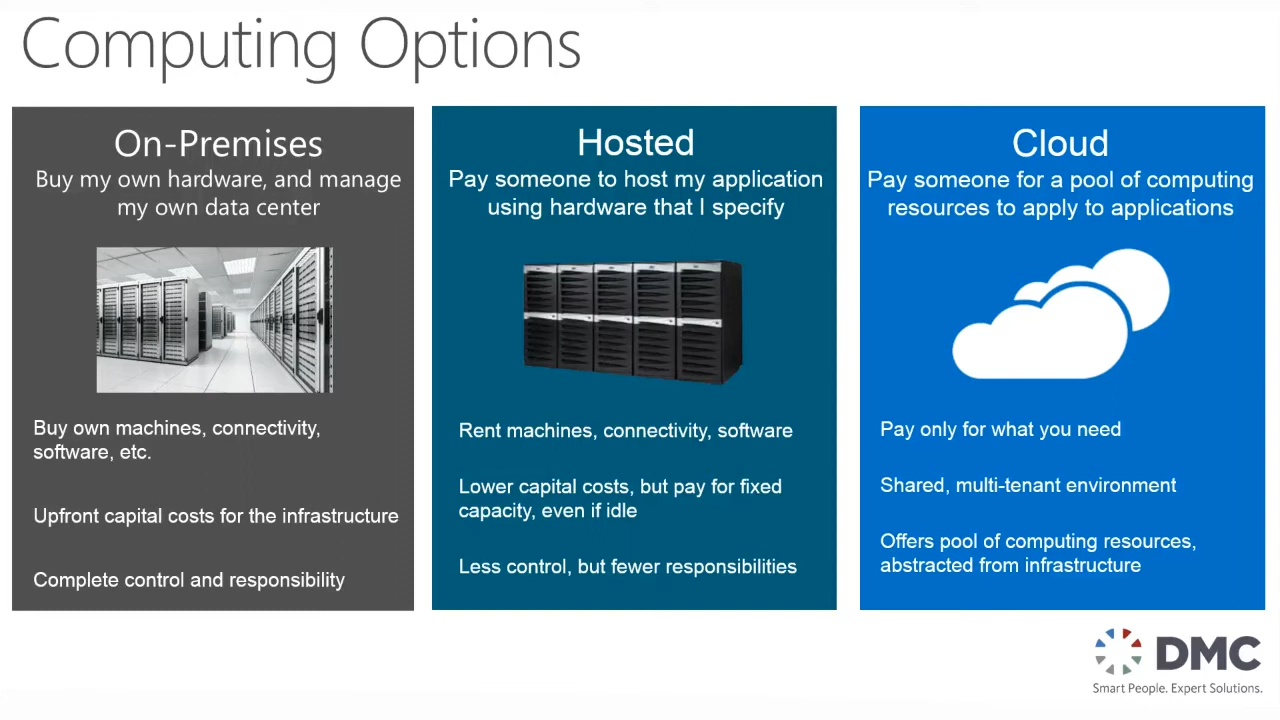 Computing Options
On-Premises
Buy my own hardware, and manage
my own data center
Buy own machines, connectivity,
software, etc.
Upfront capital costs for the infrastructure
Complete control and responsibility
Hosted
Pay someone to host my application
using hardware that I specify
Rent machines, connectivity, software
Lower capital costs, but pay for fixed
capacity, even if idle
Less control, but fewer responsibilities
Cloud
Pay someone for a pool of computing
resources to apply to applications
Pay only for what you need
Shared, multi-tenant environment
Offers pool of computing resources,
abstracted from infrastructure
DMC
Smart People. Expert Solutions.